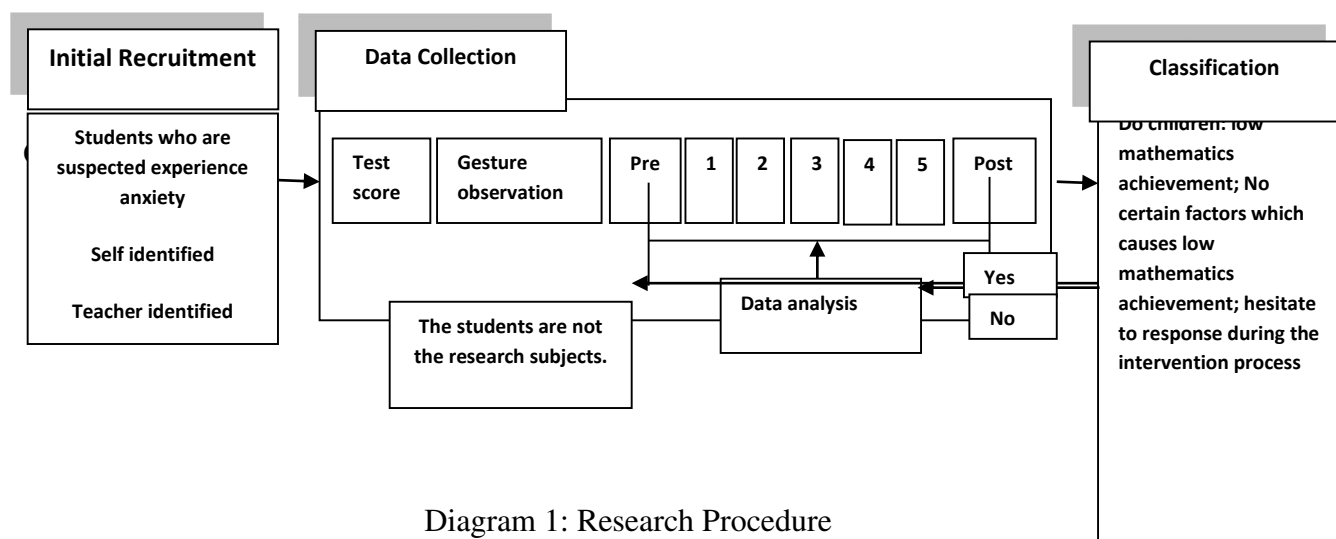 Initial Recruitment
Students who are
suspected experience
anxiety
Self identified
Teacher identified
Data Collection
Test
score
Gesture
observation
Pre
1
2
3
4
5
Post
Yes
No
Data analysis
The students are not
the research subjects.
Classification
Do children: low
mathematics
achievement; No
certain factors which
causes low
mathematics
achievement; hesitate
to response during the
intervention process
Diagram 1: Research Procedure